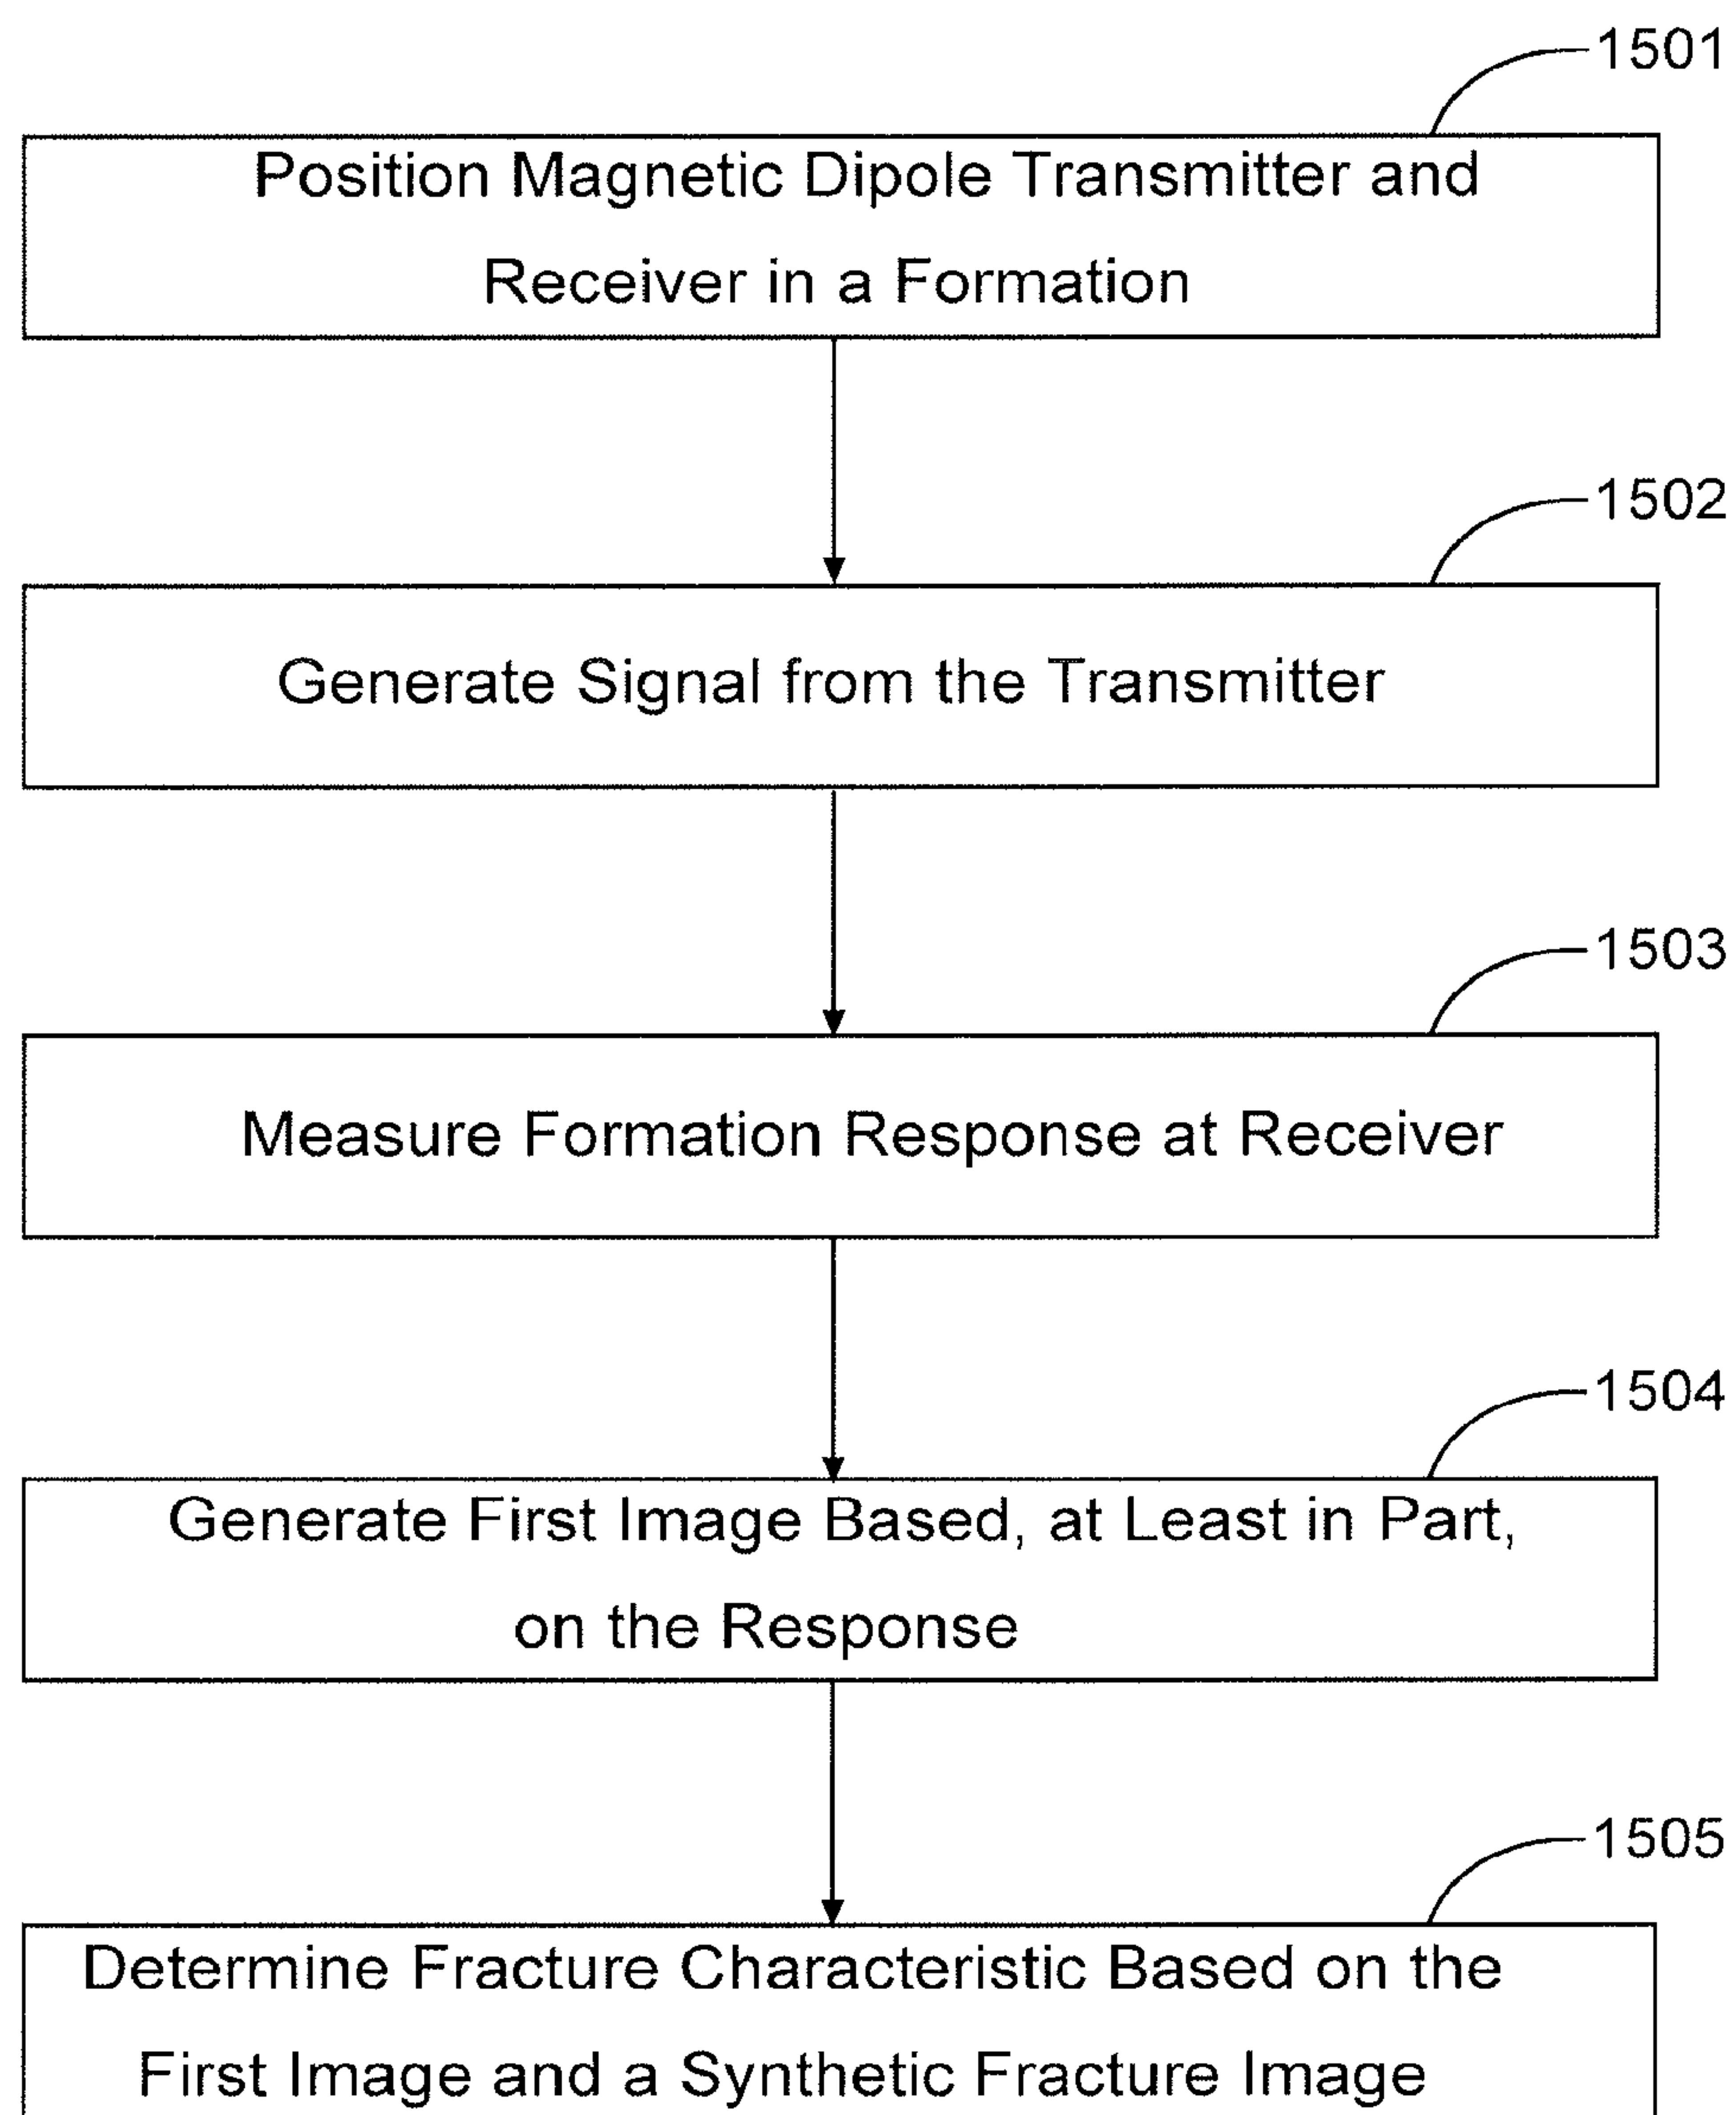 1501
Position Magnetic Dipole Transmitter and
Receiver in a Formation
1502
Generate Signal from the Transmitter
1503
Measure Formation Response at Receiver
1504
Generate First Image Based, at Least in Part,
on the Response
1505
Determine Fracture Characteristic Based on the
First Image and a Synthetic Fracture Image